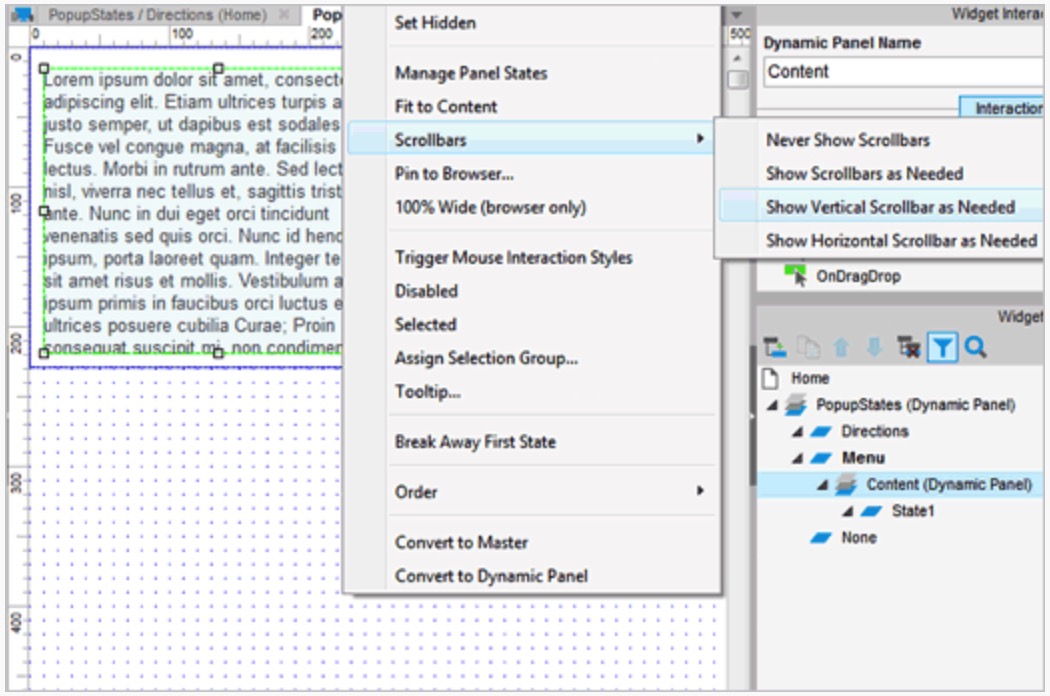 PopupStates / Directions (Home)
Pop
Widget Intera
0
100
200
500
0
100
200
300
400
Lorem ipsum dolor sit amet, consect
adipiscing elit. Etiam ultrices turpis a
justo semper, ut dapibus est sodales
Fusce vel congue magna, at facilisis
lectus. Morbi in rutrum ante. Sed lect
nisl, viverra nec tellus et, sagittis trist
ante. Nunc in dui eget orci tincidunt
venenatis sed quis orci. Nunc id hend
ipsum, porta laoreet quam. Integer te
sit amet risus et mollis. Vestibulum a
ipsum primis in faucibus orci luctus e
ultrices posuere cubilia Curae; Proin
consequat suscipit mi, non condimen
Set Hidden
Manage Panel States
Fit to Content
Scrollbars
Pin to Browser...
100% Wide (browser only)
Trigger Mouse Interaction Styles
Disabled
Selected
Assign Selection Group...
Tooltip...
Break Away First State
Order
Convert to Master
Convert to Dynamic Panel
Dynamic Panel Name
Content
Interaction
Never Show Scrollbars
Show Scrollbars as Needed
Show Vertical Scrollbar as Needed
Show Horizontal Scrollbar as Needed
OnDragDrop
Widget
Home
PopupStates (Dynamic Panel)
Directions
Menu
Content (Dynamic Panel)
State1
None